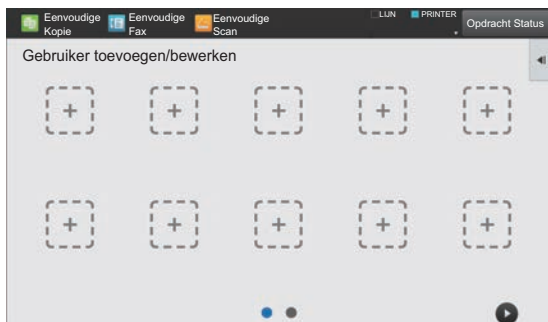 Eenvoudige Kopie
Eenvoudige Fax
Eenvoudige Scan
LIJN
PRINTER
Opdracht Status
Gebruiker toevoegen/bewerken